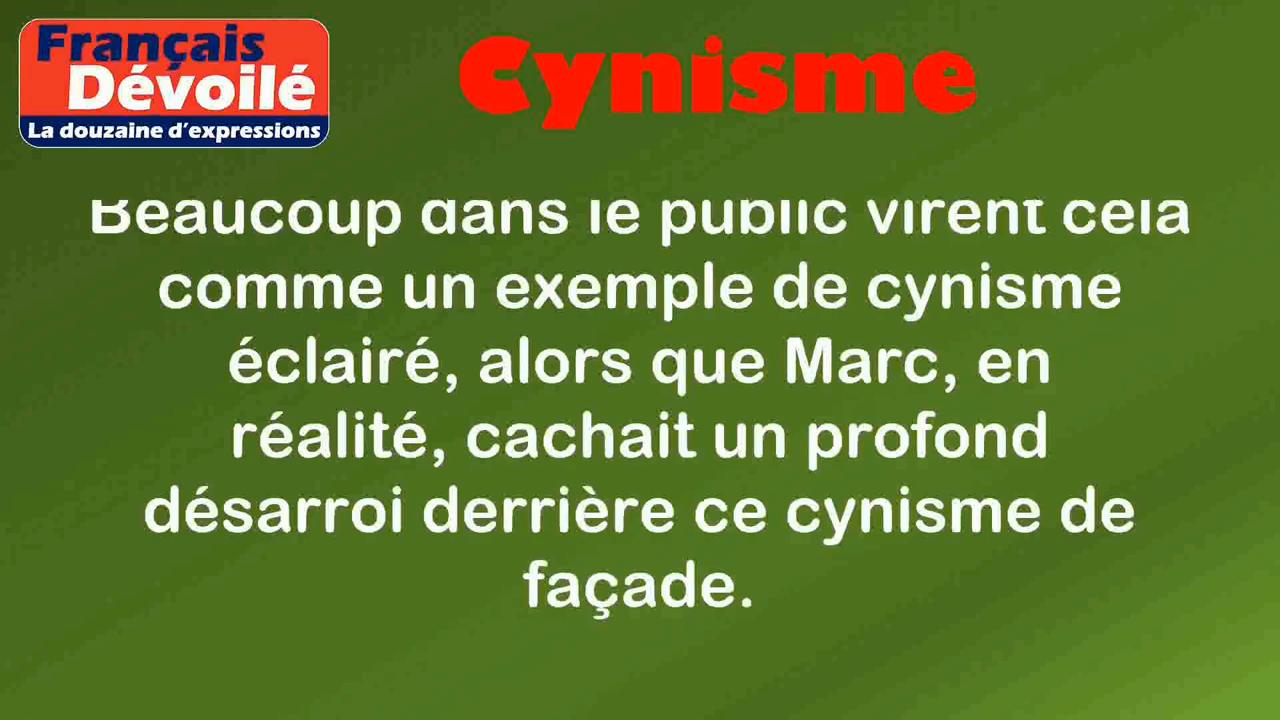 Français
Dévoilé
La douzaine d'expressions
Cynisme
Beaucoup dans le public virent cela
comme un exemple de cynisme
éclairé, alors que Marc, en
réalité, cachait un profond
désarroi derrière ce cynisme de
façade.